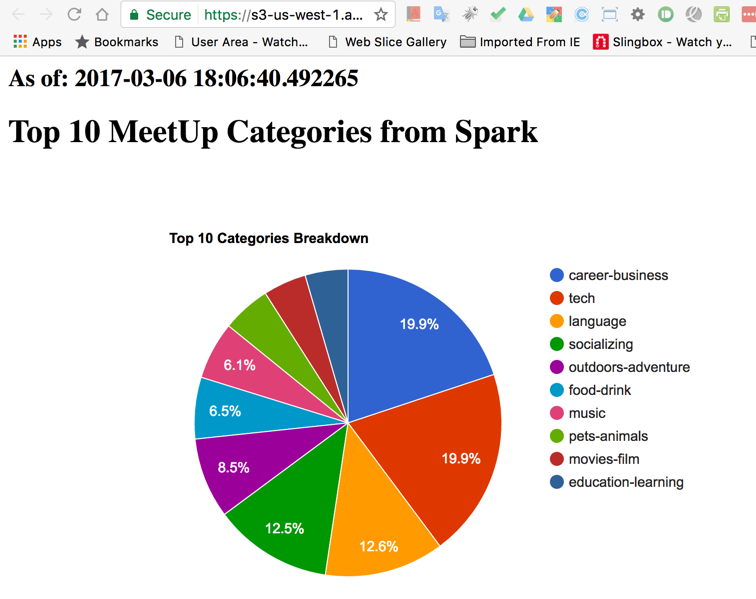 Secure https://s3-us-west-1.a...
Apps Bookmarks User Area - Watch... Web Slice Gallery Imported From IE Slingbox - Watch y...
As of: 2017-03-06 18:06:40.492265
Top 10 MeetUp Categories from Spark
Top 10 Categories Breakdown
career-business
tech
language
socializing
outdoors-adventure
food-drink
music
pets-animals
movies-film
education-learning
19.9%
19.9%
12.6%
12.5%
8.5%
6.5%
6.1%